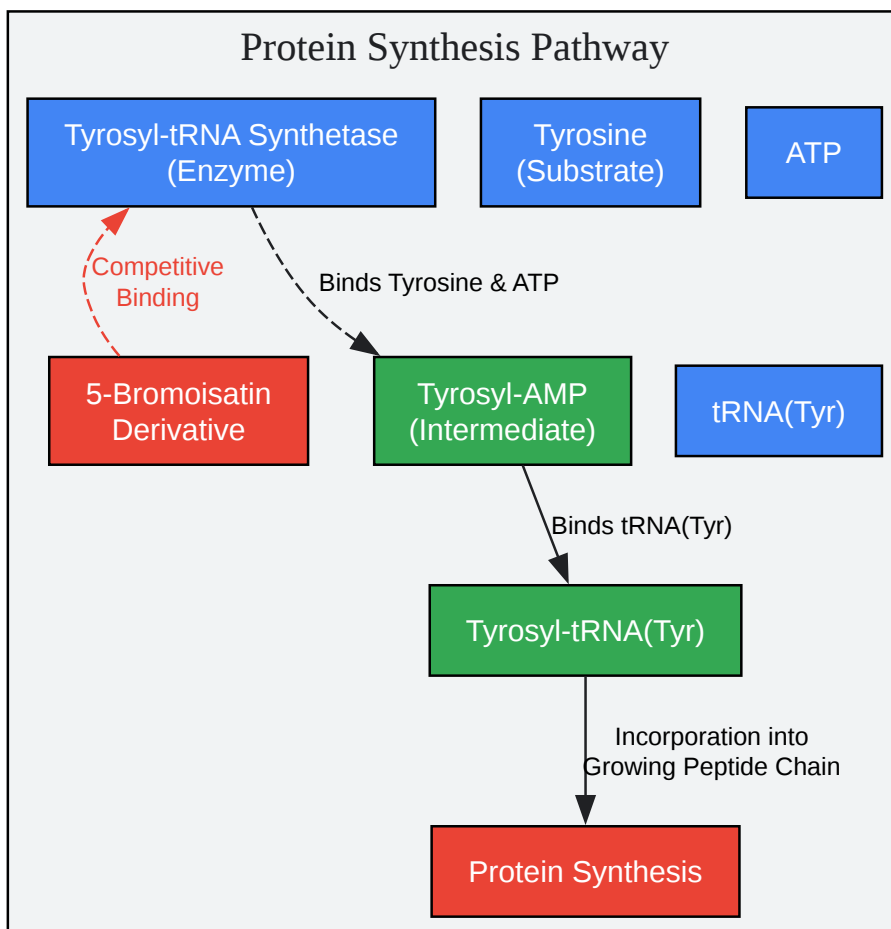 Protein Synthesis Pathway
Tyrosyl-tRNA Synthetase
(Enzyme)
Tyrosine
(Substrate)
ATP
Competitive
Binding
Binds Tyrosine & ATP
5-Bromoisatin
Derivative
Tyrosyl-AMP
(Intermediate)
tRNA(Tyr)
Binds tRNA(Tyr)
Tyrosyl-tRNA(Tyr)
Incorporation into
Growing Peptide Chain
Protein Synthesis